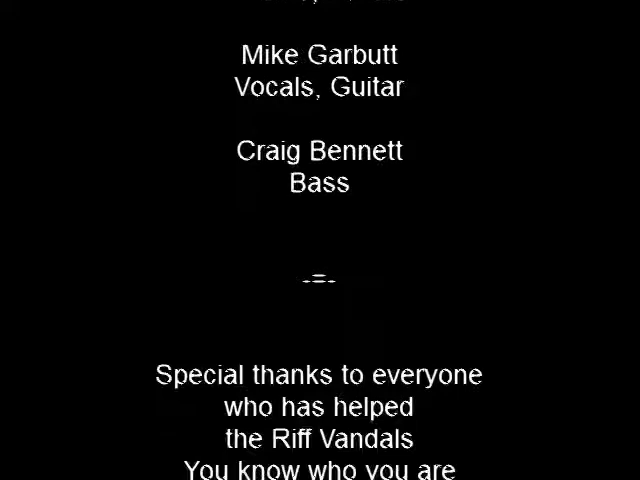 Mike Garbutt
Vocals, Guitar
Craig Bennett
Bass
-=-
Special thanks to everyone
who has helped
the Riff Vandals
You know who you are